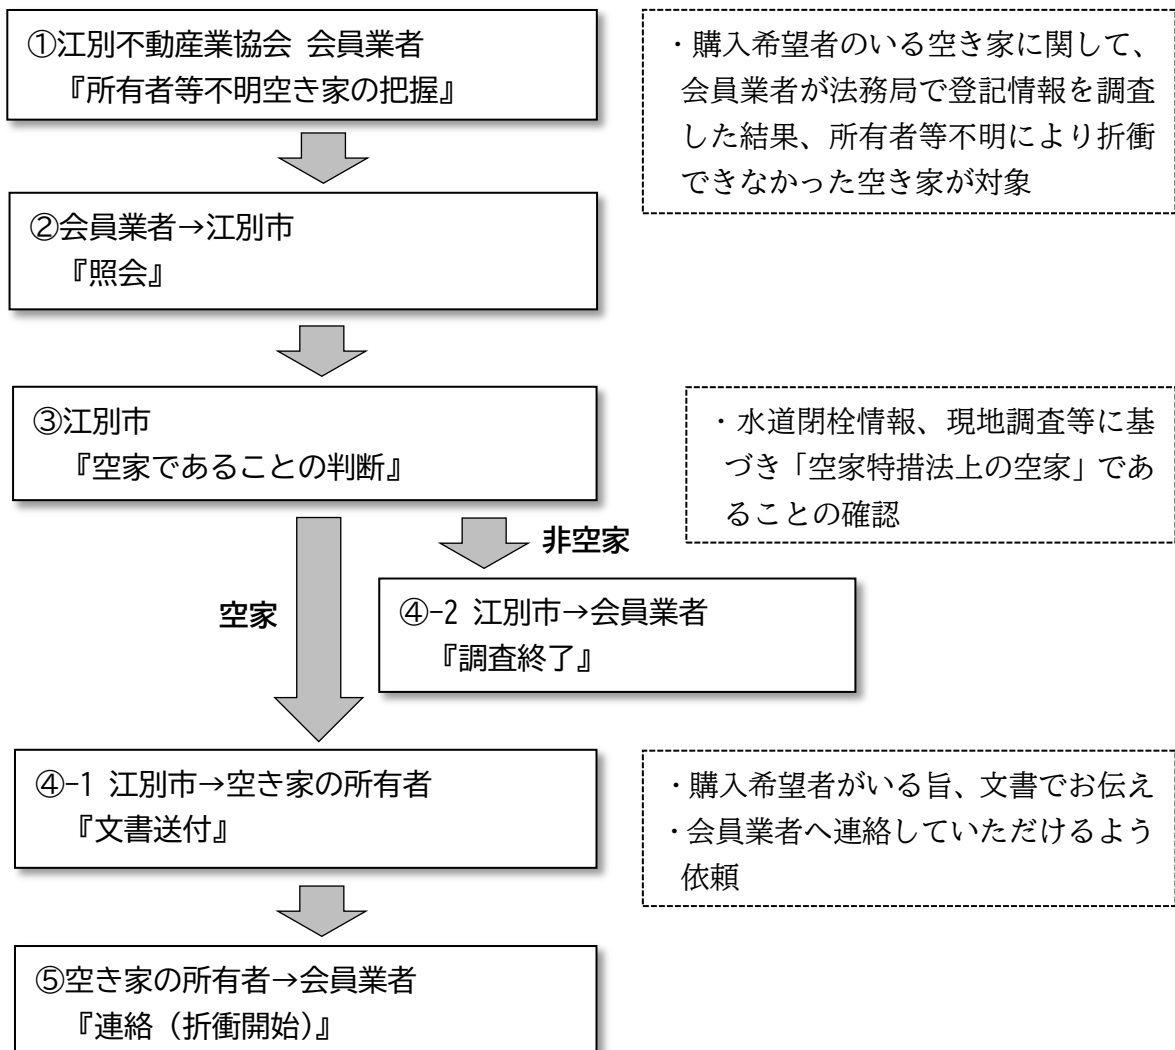 ①江別不動産業協会 会員業者
『所有者等不明空き家の把握』
・購入希望者のいる空き家に関して、
会員業者が法務局で登記情報を調査
した結果、所有者等不明により折衝
できなかった空き家が対象
②会員業者→江別市
『照会』
③江別市
『空家であることの判断』
・水道閉栓情報、現地調査等に基
づき「空家特措法上の空家」であ
ることの確認
非空家
空家
④-2 江別市→会員業者
『調査終了』
④-1 江別市→空き家の所有者
『文書送付』
・購入希望者がいる旨、文書でお伝え
・会員業者へ連絡していただけるよう
依頼
⑤空き家の所有者→会員業者
『連絡（折衝開始）』